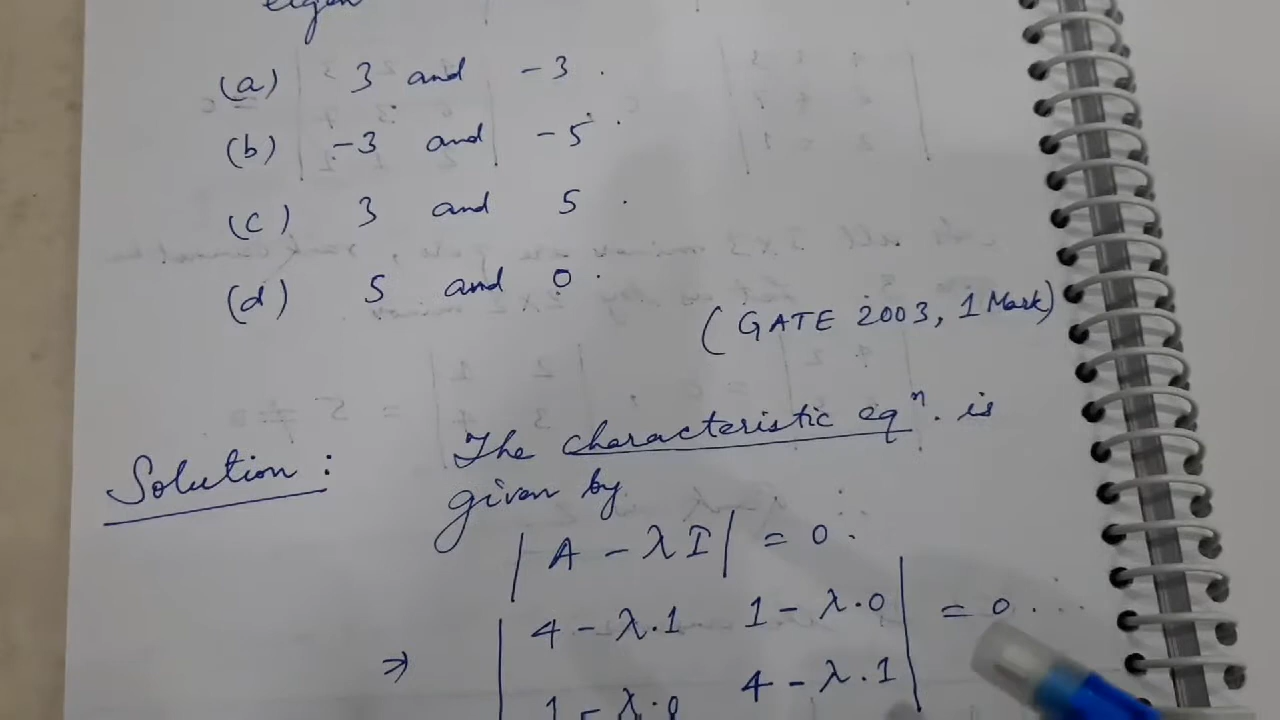 eigen
(a) 3 and -3.
(b) -3 and -5.
(c) 3 and 5.
(d) 5 and 0.
(GATE 2003, 1 Mark)
Solution: The characteristic eqⁿ. is
given by
|A - λI| = 0.
⇒ | 4 - λ.1 1 - λ.0 | = 0...
| 1 - λ.0 4 - λ.1 |